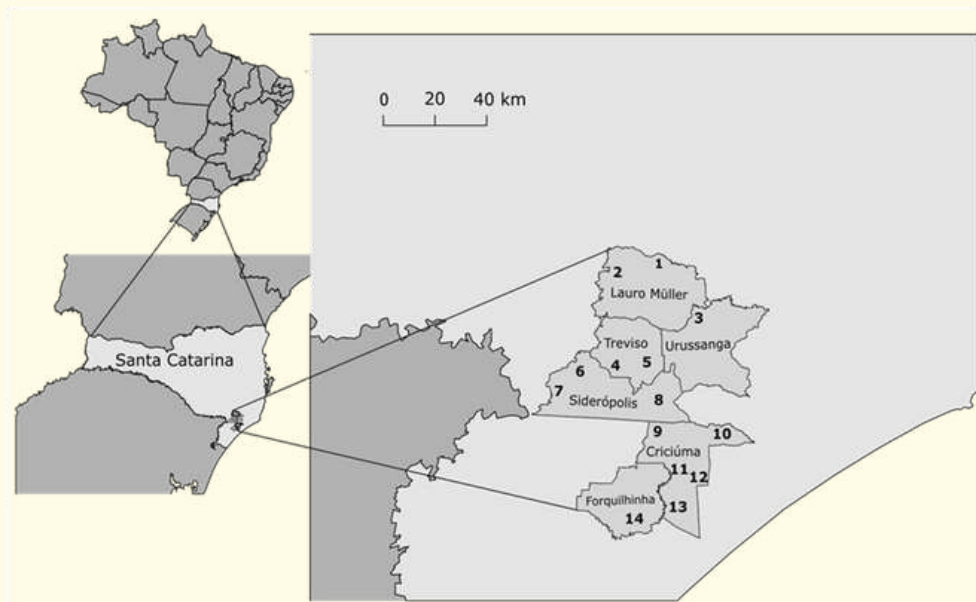 0 20 40 km
1
2
Lauro Müller
3
Treviso
Urussanga
4 5
6
7
Siderópolis
8
Santa Catarina
9
10
Criciúma
11
12
Forquilhinha
13
14